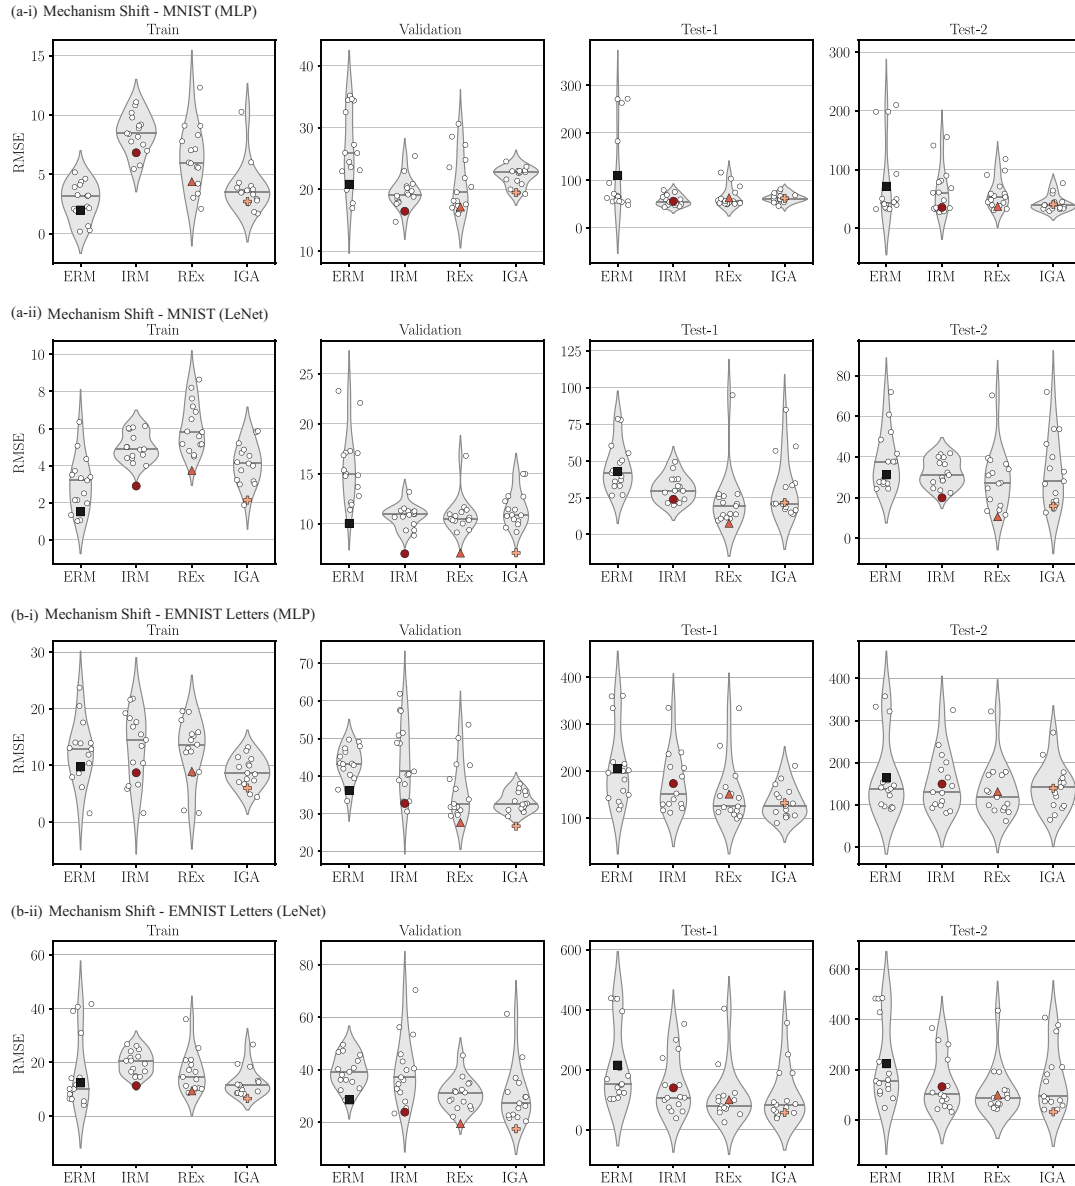 (a-i) Mechanism Shift - MNIST (MLP)
Train Validation Test-1 Test-2
15 40 300 300
10 30 200 200
5 20 100 100
0 10 0 0
RMSE
ERM IRM REx IGA ERM IRM REx IGA ERM IRM REx IGA ERM IRM REx IGA
(a-ii) Mechanism Shift - MNIST (LeNet)
Train Validation Test-1 Test-2
10 25 125 80
8 20 100 60
6 15 75 40
4 10 50 20
2 25 0
0 0
RMSE
ERM IRM REx IGA ERM IRM REx IGA ERM IRM REx IGA ERM IRM REx IGA
(b-i) Mechanism Shift - EMNIST Letters (MLP)
Train Validation Test-1 Test-2
30 70 400 400
20 60 300 300
10 50 200 200
0 40 100 100
30 0
20
RMSE
ERM IRM REx IGA ERM IRM REx IGA ERM IRM REx IGA ERM IRM REx IGA
(b-ii) Mechanism Shift - EMNIST Letters (LeNet)
Train Validation Test-1 Test-2
60 80 600 600
40 60 400 400
20 40 200 200
0 20 0 0
RMSE
ERM IRM REx IGA ERM IRM REx IGA ERM IRM REx IGA ERM IRM REx IGA